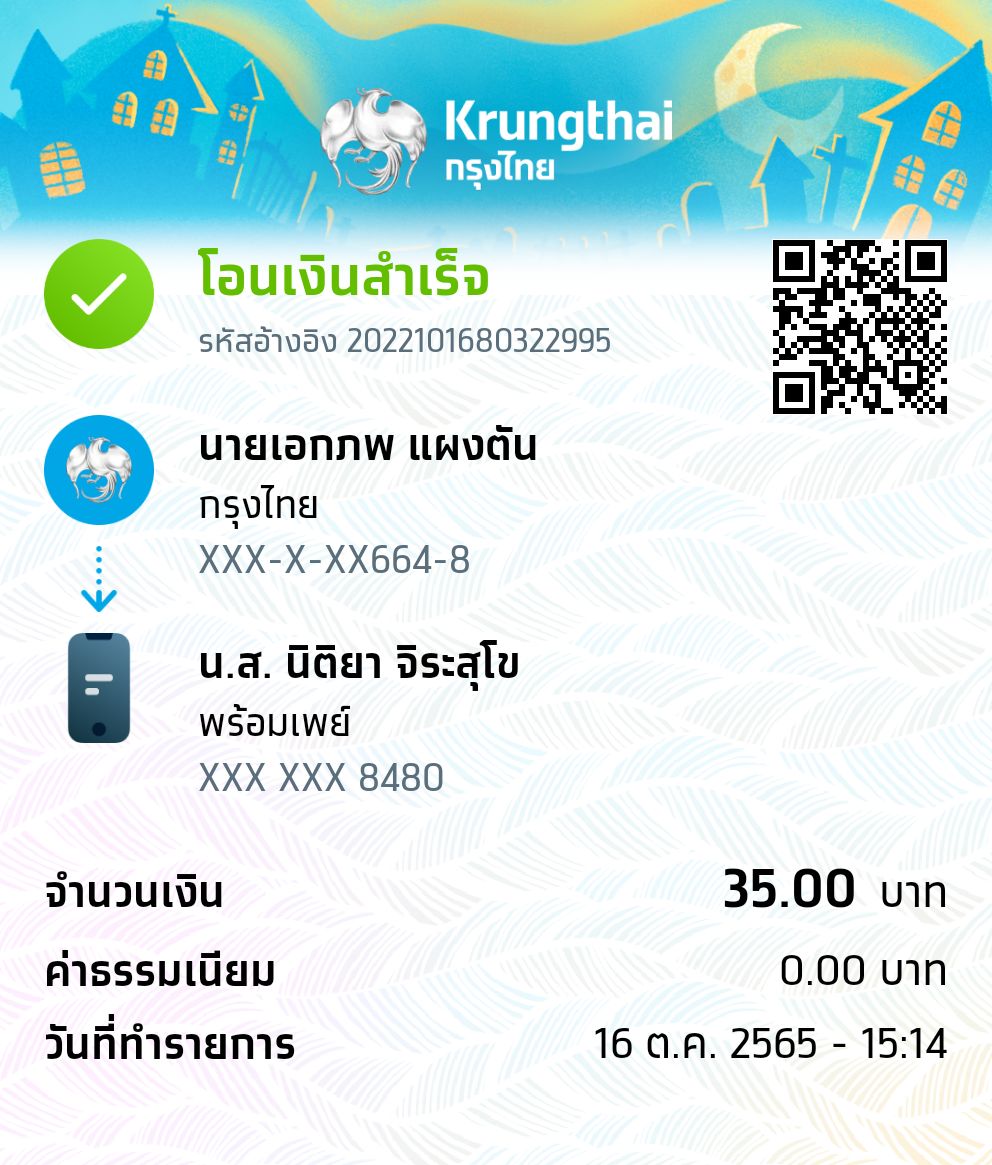 Krungthai
กรุงไทย
โอนเงินสำเร็จ
รหัสอ้างอิง 2022101680322995
นายเอกภพ แผงตัน
กรุงไทย
XXX-X-XX664-8
น.ส. นิติยา จิระสุโข
พร้อมเพย์
XXX XXX 8480
จำนวนเงิน 35.00 บาท
ค่าธรรมเนียม 0.00 บาท
วันที่ทำรายการ 16 ต.ค. 2565 - 15:14